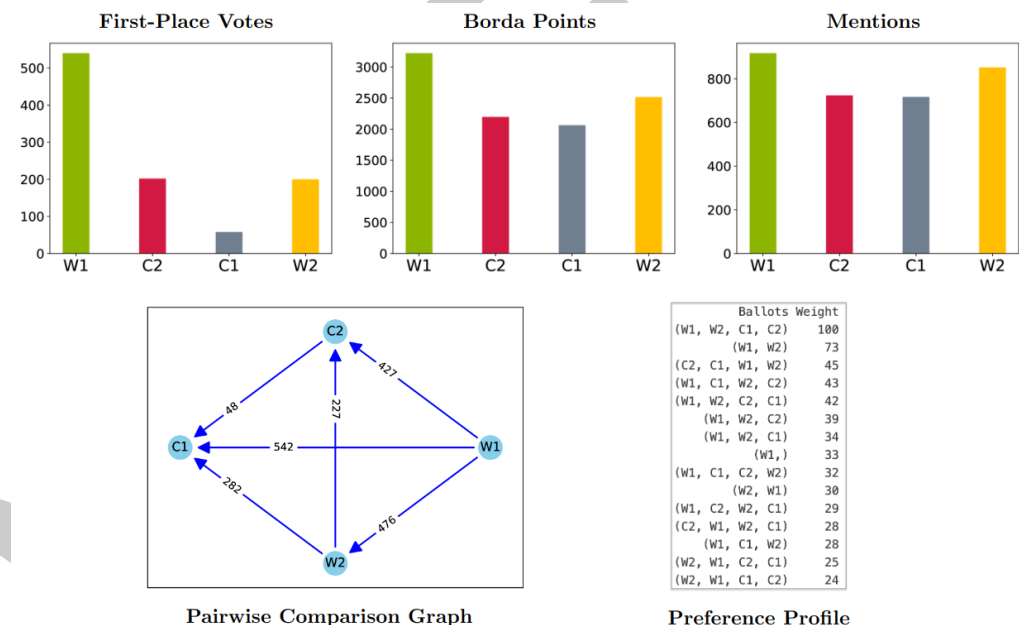 First-Place Votes
500
400
300
200
100
0
W1 C2 C1 W2
Borda Points
3000
2500
2000
1500
1000
500
0
W1 C2 C1 W2
Mentions
800
600
400
200
0
W1 C2 C1 W2
C2
427
48
227
C1
542
W1
282
476
W2
Pairwise Comparison Graph
Ballots Weight
(W1, W2, C1, C2) 100
(W1, W2) 73
(C2, C1, W1, W2) 45
(W1, C1, W2, C2) 43
(W1, W2, C2, C1) 42
(W1, W2, C2) 39
(W1, W2, C1) 34
(W1,) 33
(W1, C1, C2, W2) 32
(W2, W1) 30
(W1, C2, W2, C1) 29
(C2, W1, W2, C1) 28
(W1, C1, W2) 28
(W2, W1, C2, C1) 25
(W2, W1, C1, C2) 24
Preference Profile